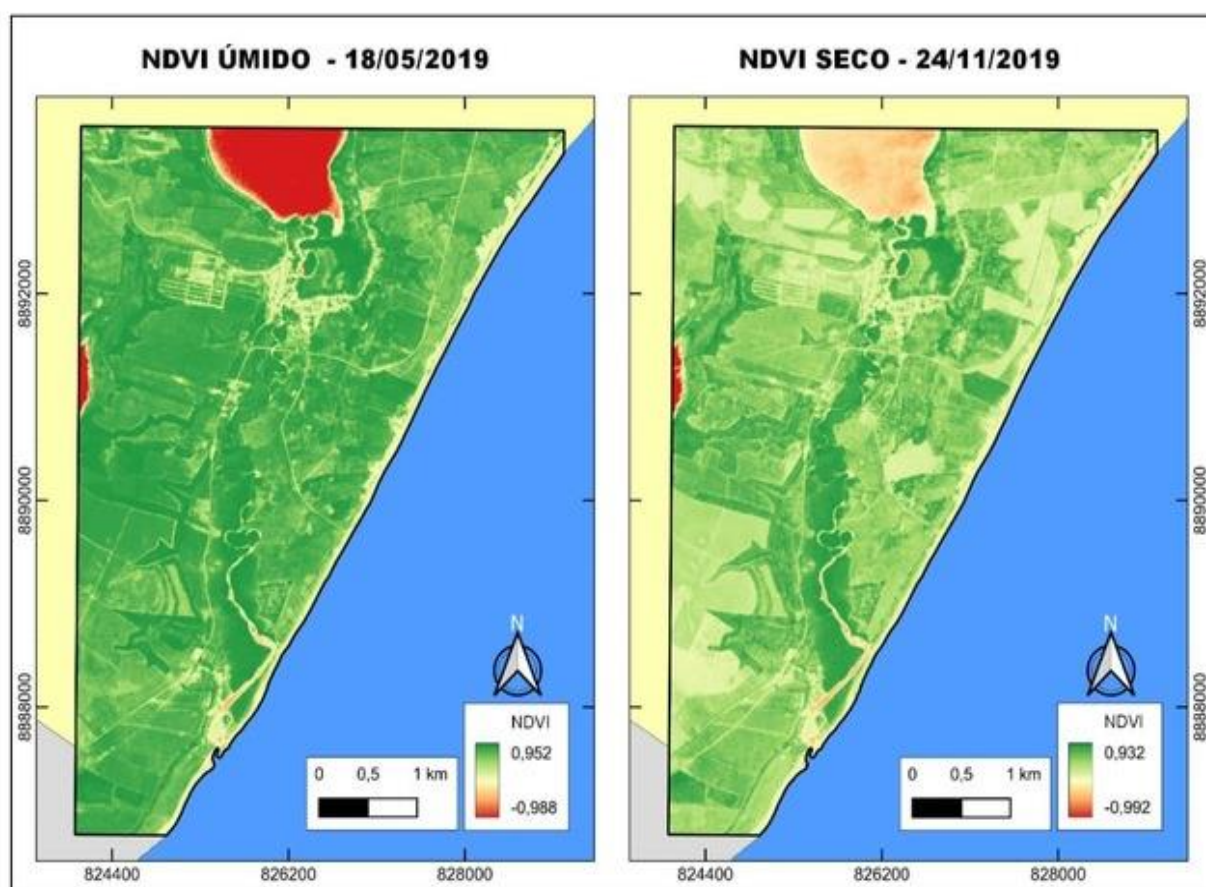 NDVI ÚMIDO - 18/05/2019
8892000
8890000
8888000
N
NDVI
0,952
-0,988
0 0,5 1 km
824400 826200 828000
NDVI SECO - 24/11/2019
8892000
8890000
8888000
N
NDVI
0,932
-0,992
0 0,5 1 km
824400 826200 828000